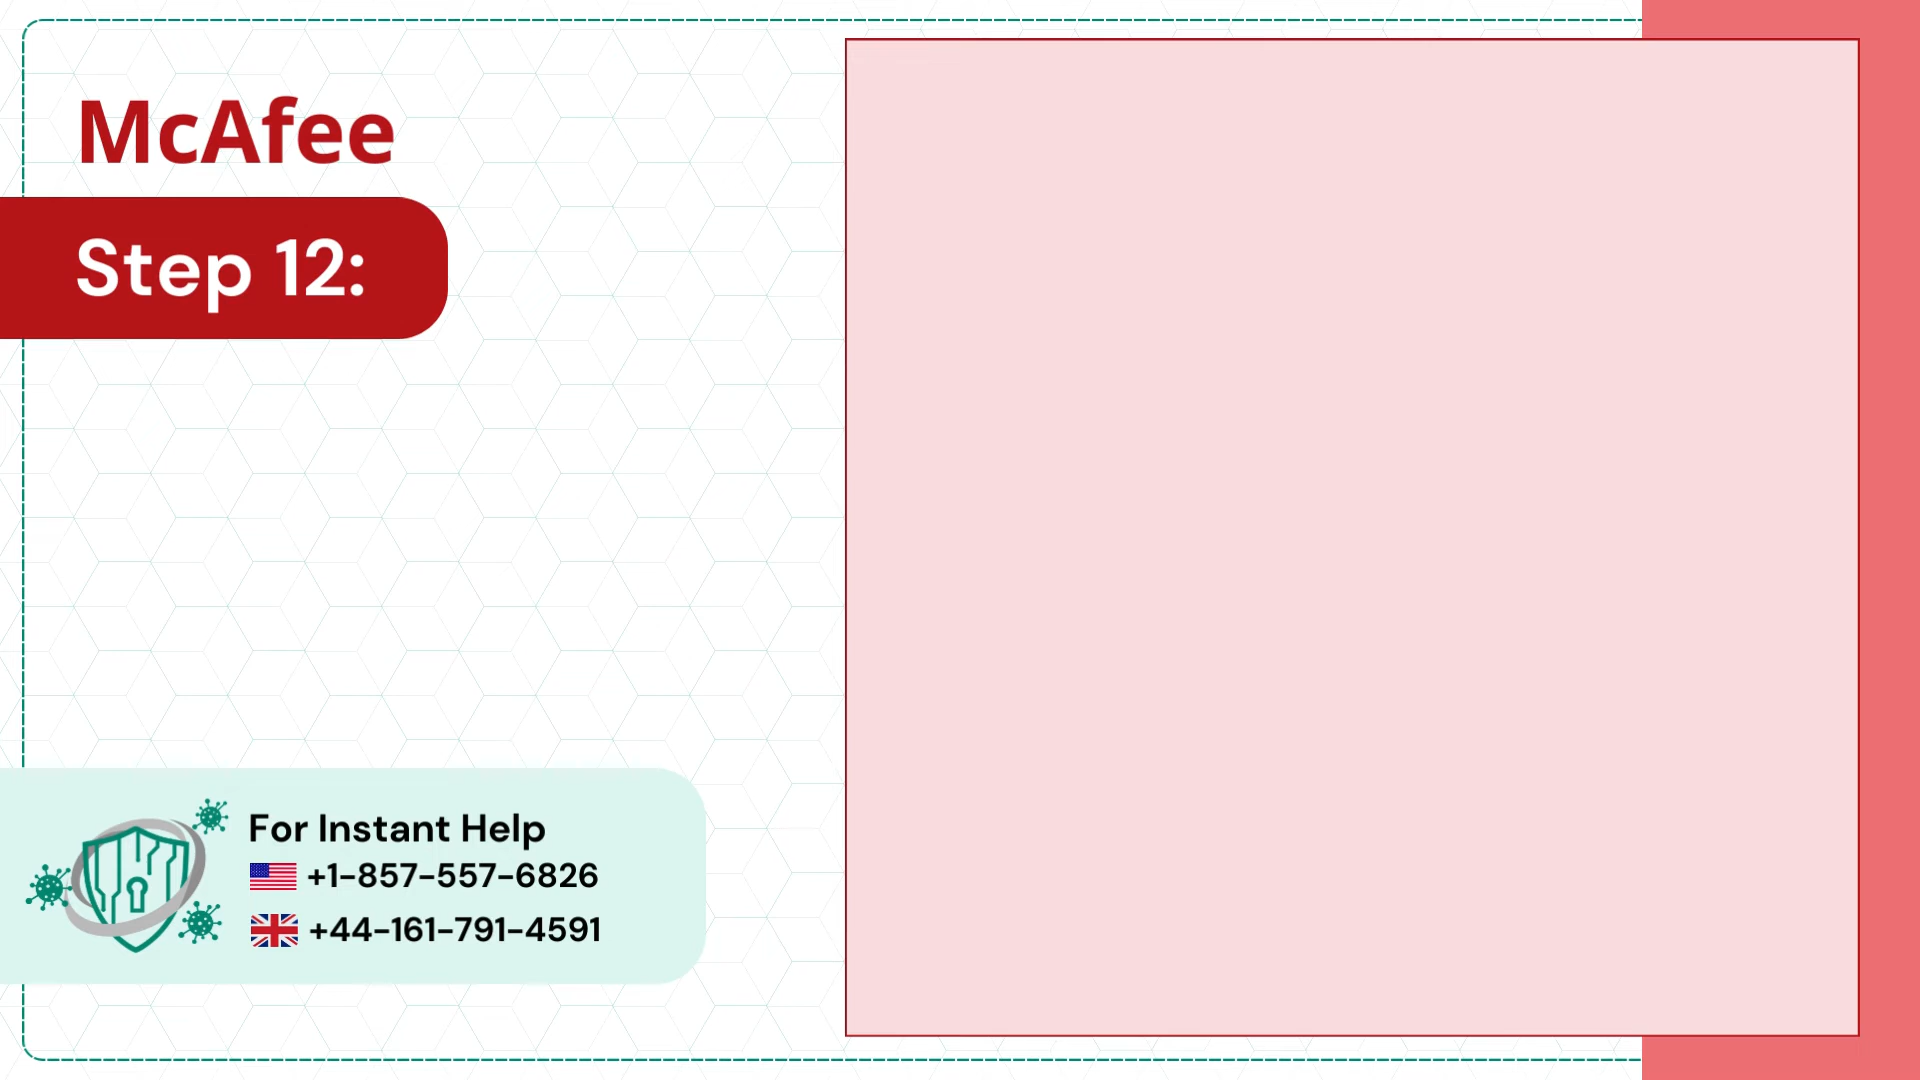 McAfee
Step 12:
For Instant Help
+1-857-557-6826
+44-161-791-4591